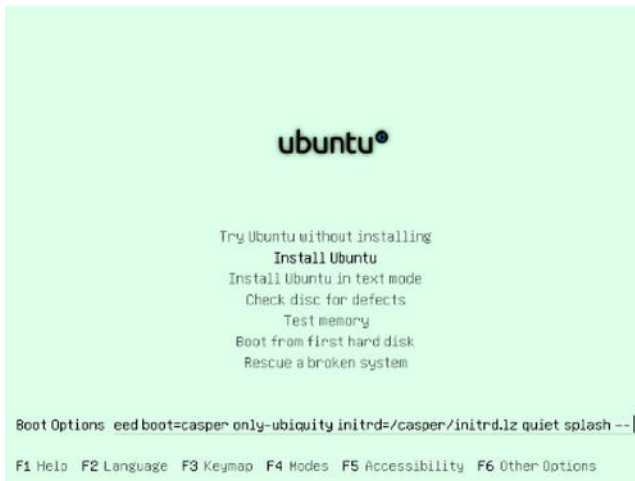 ubuntu
Try Ubuntu without installing
Install Ubuntu
Install Ubuntu in text mode
Check disc for defects
Test memory
Boot from first hard disk
Rescue a broken system
Boot Options eed boot=casper only-ubiquity initrd=/casper/initrd.lz quiet splash --
F1 Help F2 Language F3 Keymap F4 Modes F5 Accessibility F6 Other Options